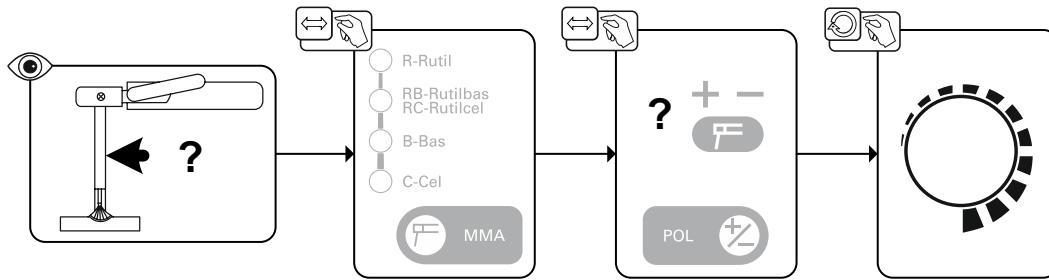 ?
R-Rutil
RB-Rutilbas
RC-Rutilcel
B-Bas
C-Cel
MMA
?
+ −
POL
+/−